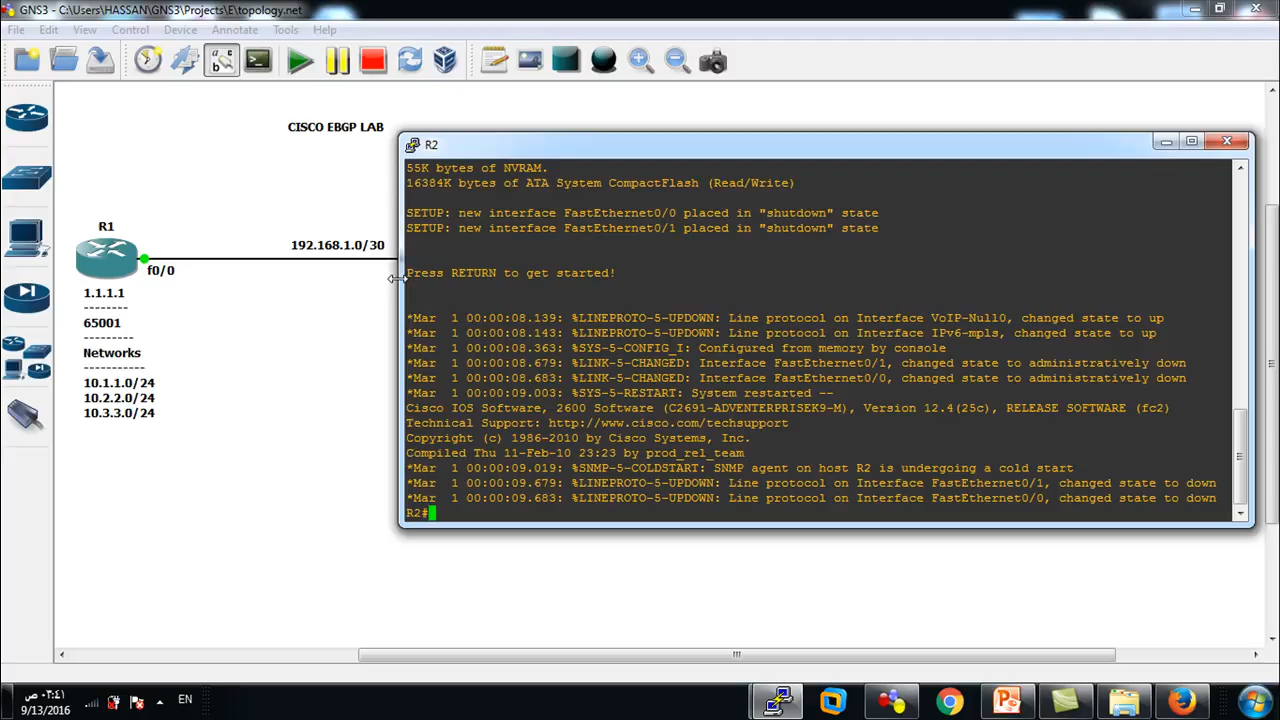 GNS3 - C:\Users\HASSAN\GNS3\Projects\E\topology.net
File Edit View Control Device Annotate Tools Help
CISCO EBGP LAB
R1
192.168.1.0/30
f0/0
1.1.1.1
--------
65001
---------
Networks
-----------
10.1.1.0/24
10.2.2.0/24
10.3.3.0/24
R2
55K bytes of NVRAM.
16384K bytes of ATA System CompactFlash (Read/Write)
SETUP: new interface FastEthernet0/0 placed in "shutdown" state
SETUP: new interface FastEthernet0/1 placed in "shutdown" state
Press RETURN to get started!
*Mar  1 00:00:08.139: %LINEPROTO-5-UPDOWN: Line protocol on Interface VoIP-Null0, changed state to up
*Mar  1 00:00:08.143: %LINEPROTO-5-UPDOWN: Line protocol on Interface IPv6-mpls, changed state to up
*Mar  1 00:00:08.363: %SYS-5-CONFIG_I: Configured from memory by console
*Mar  1 00:00:08.679: %LINK-5-CHANGED: Interface FastEthernet0/1, changed state to administratively down
*Mar  1 00:00:08.683: %LINK-5-CHANGED: Interface FastEthernet0/0, changed state to administratively down
*Mar  1 00:00:09.003: %SYS-5-RESTART: System restarted --
Cisco IOS Software, 2600 Software (C2691-ADVENTERPRISEK9-M), Version 12.4(25c), RELEASE SOFTWARE (fc2)
Technical Support: http://www.cisco.com/techsupport
Copyright (c) 1986-2010 by Cisco Systems, Inc.
Compiled Thu 11-Feb-10 23:23 by prod_rel_team
*Mar  1 00:00:09.019: %SNMP-5-COLDSTART: SNMP agent on host R2 is undergoing a cold start
*Mar  1 00:00:09.679: %LINEPROTO-5-UPDOWN: Line protocol on Interface FastEthernet0/1, changed state to down
*Mar  1 00:00:09.683: %LINEPROTO-5-UPDOWN: Line protocol on Interface FastEthernet0/0, changed state to down
R2#
٠٢:٤١ ص
9/13/2016
EN